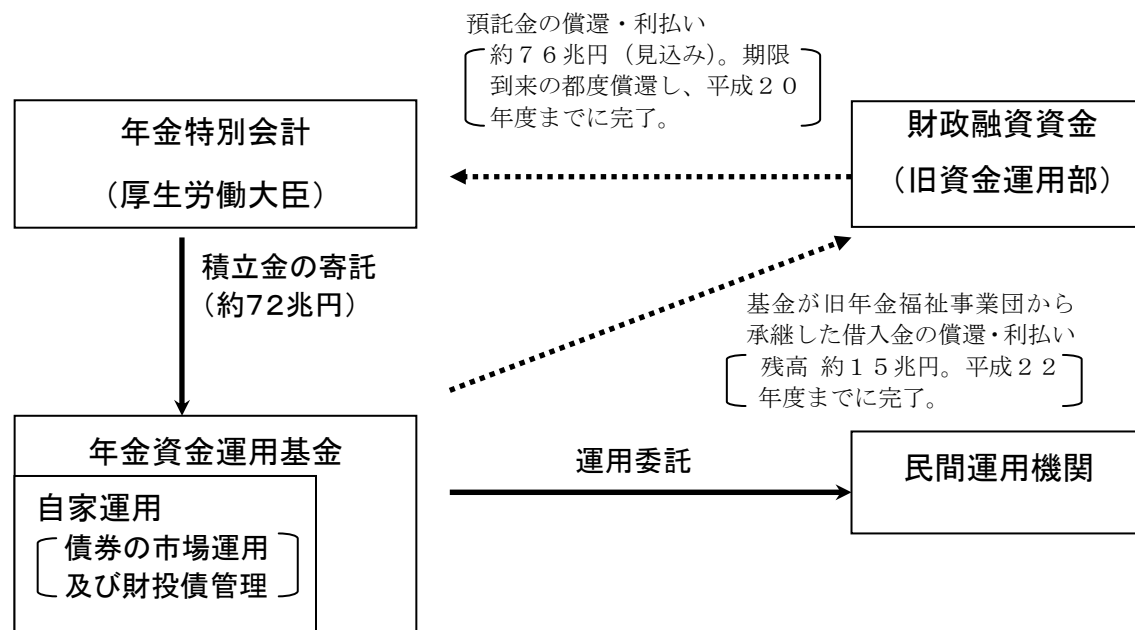 預託金の償還・利払い
約７６兆円（見込み）。期限
到来の都度償還し、平成２０
年度までに完了。
年金特別会計
（厚生労働大臣）
財政融資資金
（旧資金運用部）
積立金の寄託
（約72兆円）
基金が旧年金福祉事業団から
承継した借入金の償還・利払い
残高 約１５兆円。平成２２
年度までに完了。
年金資金運用基金
自家運用
債券の市場運用
及び財投債管理
運用委託
民間運用機関